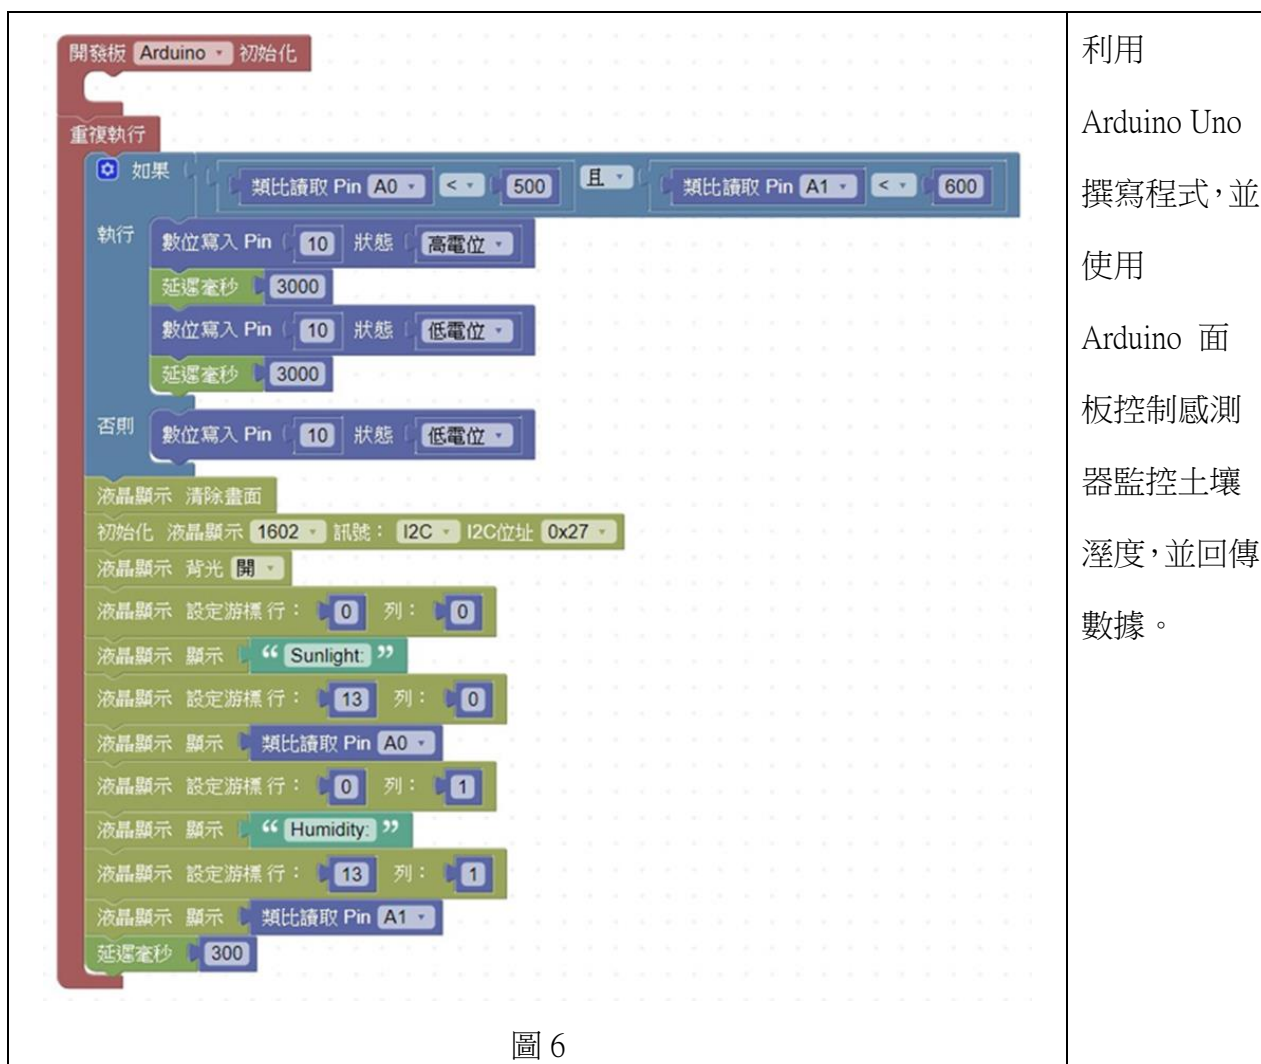 開發板 Arduino 初始化
重複執行
如果 類比讀取 Pin A0 < 500 且 類比讀取 Pin A1 < 600
執行 數位寫入 Pin 10 狀態 高電位
延遲毫秒 3000
數位寫入 Pin 10 狀態 低電位
延遲毫秒 3000
否則 數位寫入 Pin 10 狀態 低電位
液晶顯示 清除畫面
初始化 液晶顯示 1602 訊號: I2C I2C位址 0x27
液晶顯示 背光 開
液晶顯示 設定游標 行: 0 列: 0
液晶顯示 顯示 “ Sunlight: ”
液晶顯示 設定游標 行: 13 列: 0
液晶顯示 顯示 類比讀取 Pin A0
液晶顯示 設定游標 行: 0 列: 1
液晶顯示 顯示 “ Humidity: ”
液晶顯示 設定游標 行: 13 列: 1
液晶顯示 顯示 類比讀取 Pin A1
延遲毫秒 300
圖 6
利用
Arduino Uno
撰寫程式，並
使用
Arduino 面
板控制感測
器監控土壤
溼度，並回傳
數據。